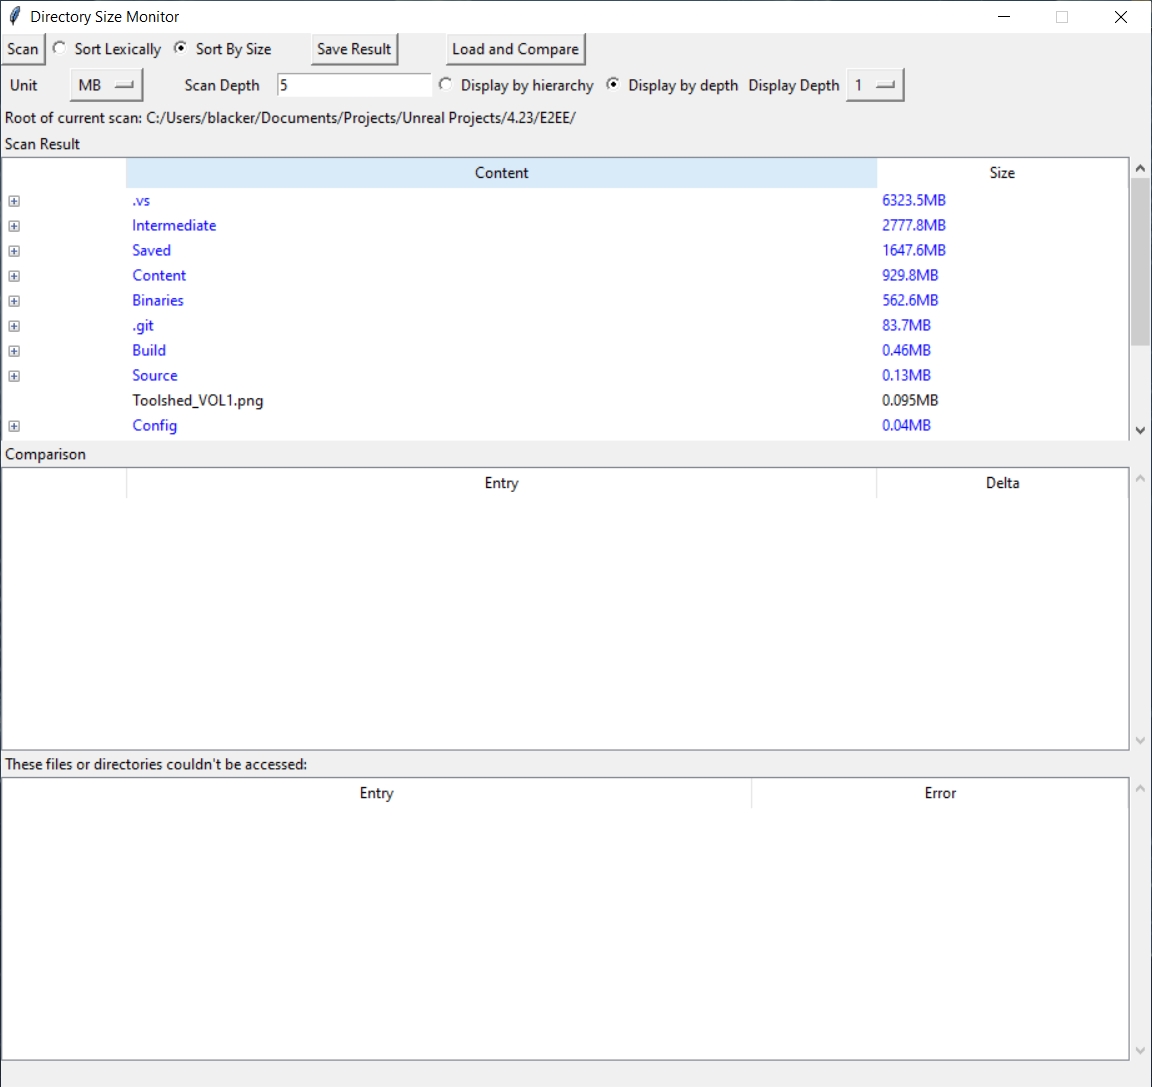 Directory Size Monitor
Scan Sort Lexically Sort By Size Save Result Load and Compare
Unit MB Scan Depth 5 Display by hierarchy Display by depth Display Depth 1
Root of current scan: C:/Users/blacker/Documents/Projects/Unreal Projects/4.23/E2EE/
Scan Result
Content Size
.vs 6323.5MB
Intermediate 2777.8MB
Saved 1647.6MB
Content 929.8MB
Binaries 562.6MB
.git 83.7MB
Build 0.46MB
Source 0.13MB
Toolshed_VOL1.png 0.095MB
Config 0.04MB
Comparison
Entry Delta
These files or directories couldn't be accessed:
Entry Error